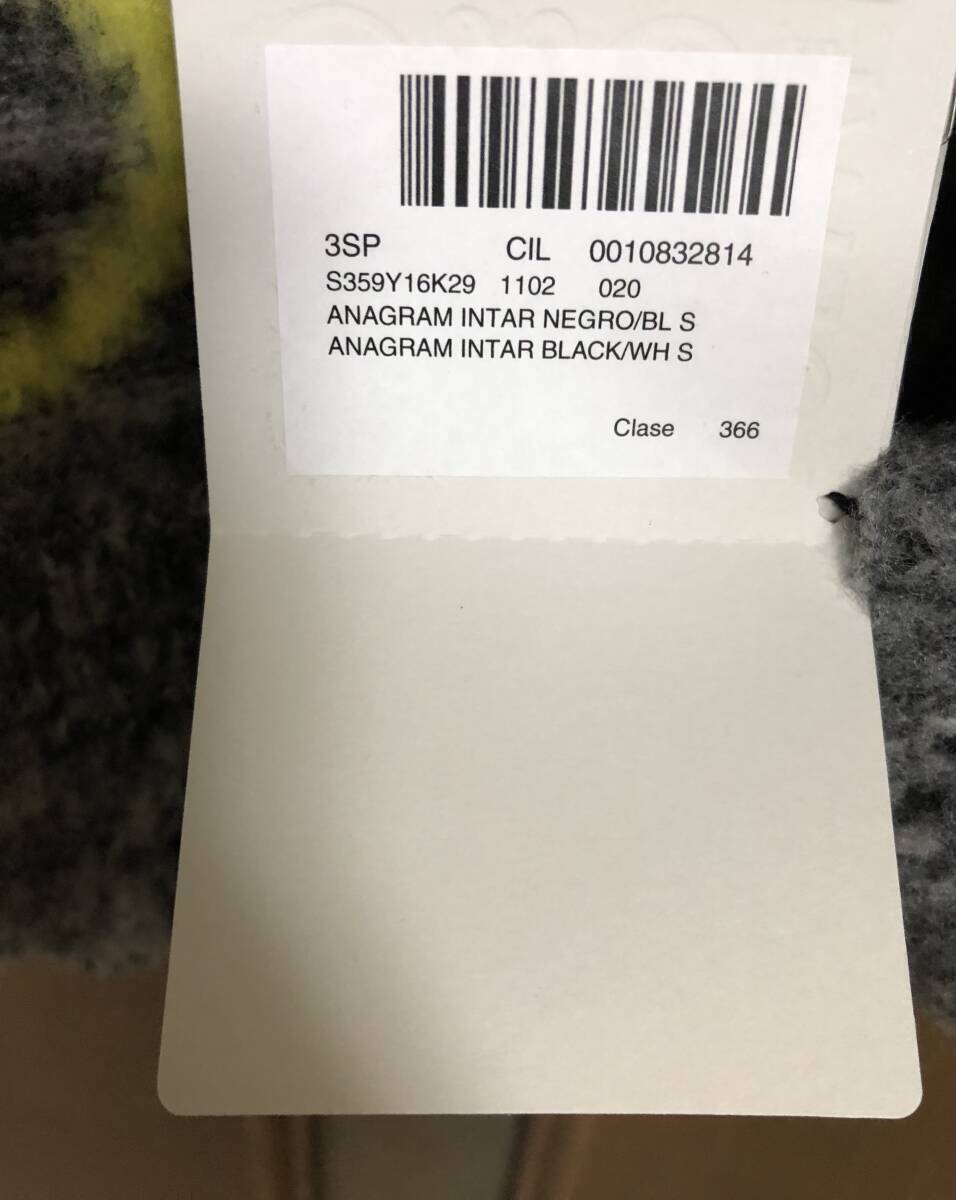 3SP CIL 0010832814
S359Y16K29 1102 020
ANAGRAM INTAR NEGRO/BL S
ANAGRAM INTAR BLACK/WH S
Clase 366